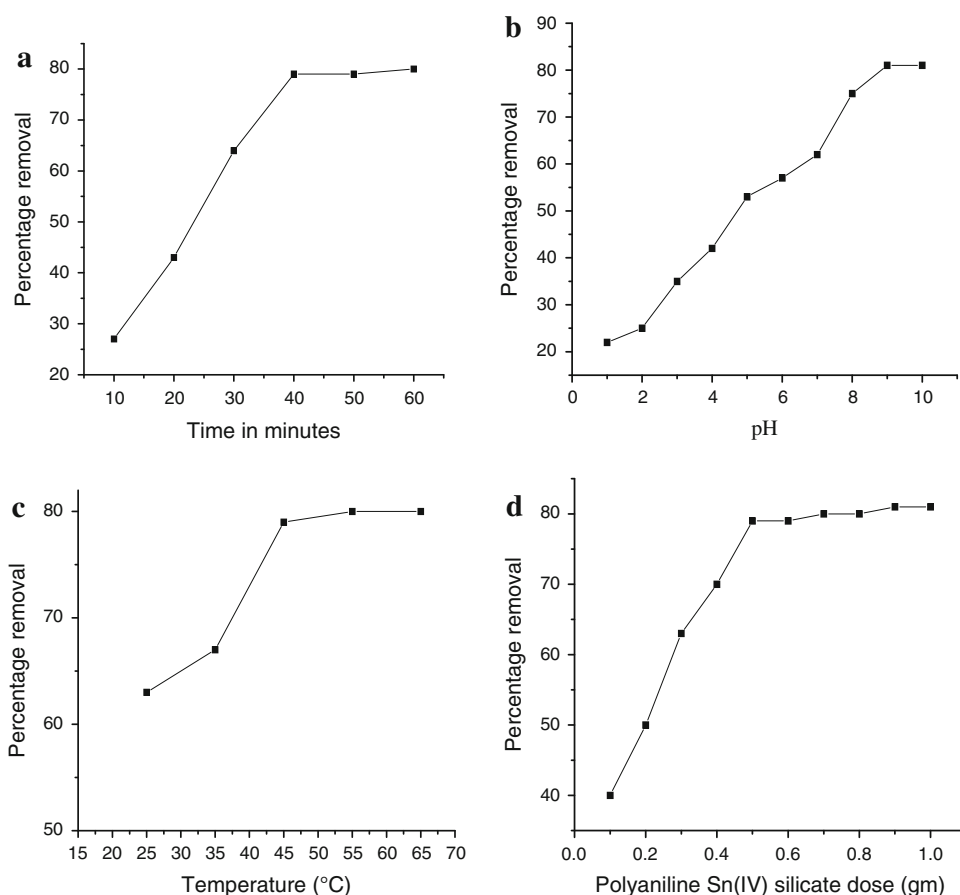 a
80
70
60
50
40
30
20
Percentage removal
10 20 30 40 50 60
Time in minutes
b
90
80
70
60
50
40
30
20
Percentage removal
0 2 4 6 8 10
pH
c
80
70
60
50
Percentage removal
15 20 25 30 35 40 45 50 55 60 65 70
Temperature (°C)
d
80
70
60
50
40
Percentage removal
0.0 0.2 0.4 0.6 0.8 1.0
Polyaniline Sn(IV) silicate dose (gm)